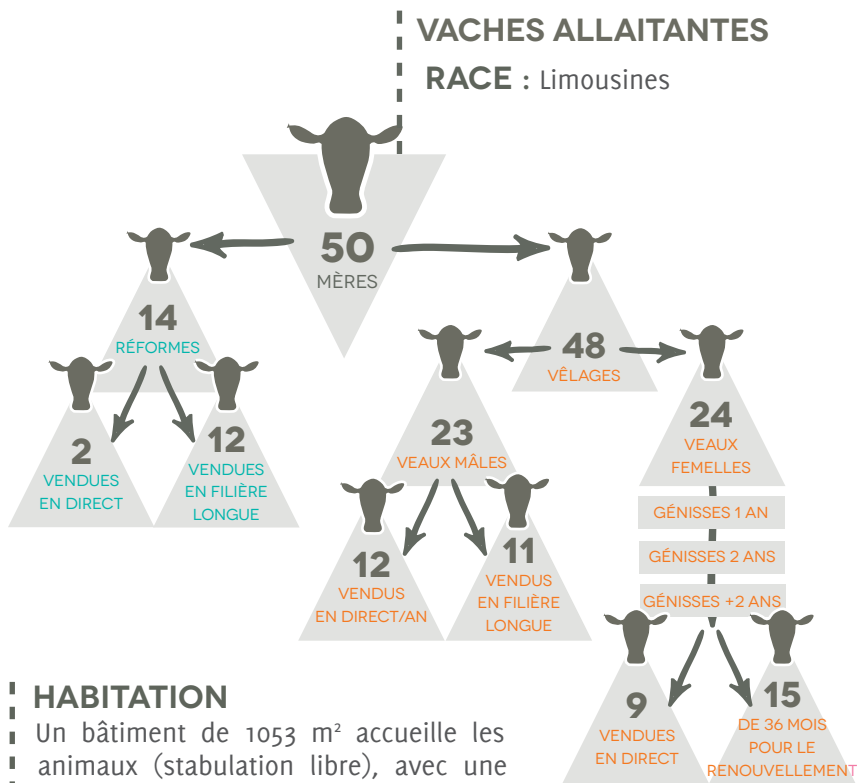 VACHES ALLAITANTES
RACE : Limousines
50
MÈRES
14
RÉFORMES
48
VÊLAGES
2
VENDUES
EN DIRECT
12
VENDUES
EN FILIÈRE
LONGUE
23
VEAUX MÂLES
24
VEAUX
FEMELLES
GÉNISSES 1 AN
GÉNISSES 2 ANS
GÉNISSES +2 ANS
12
VENDUS
EN DIRECT/AN
11
VENDUS
EN FILIÈRE
LONGUE
9
VENDUES
EN DIRECT
15
DE 36 MOIS
POUR LE
RENOUVELLEMENT
HABITATION
Un bâtiment de 1053 m² accueille les
animaux (stabulation libre), avec une